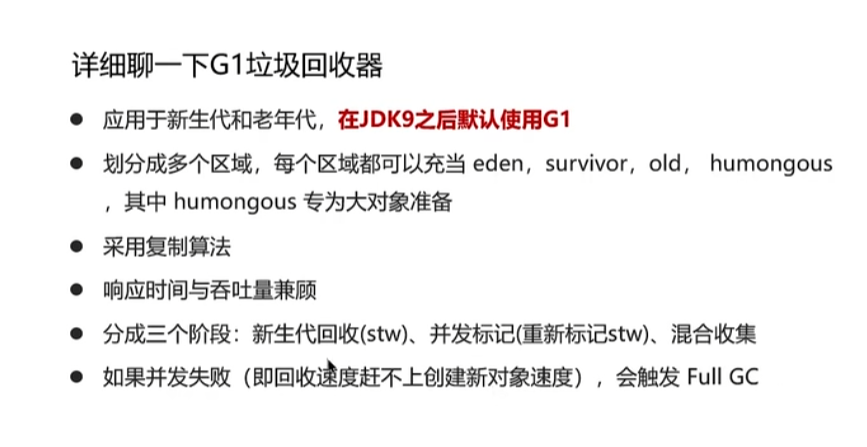 详细聊一下G1垃圾回收器
● 应用于新生代和老年代，在JDK9之后默认使用G1
● 划分成多个区域，每个区域都可以充当 eden，survivor，old， humongous
，其中 humongous 专为大对象准备
● 采用复制算法
● 响应时间与吞吐量兼顾
● 分成三个阶段：新生代回收(stw)、并发标记(重新标记stw)、混合收集
● 如果并发失败（即回收速度赶不上创建新对象速度），会触发 Full GC